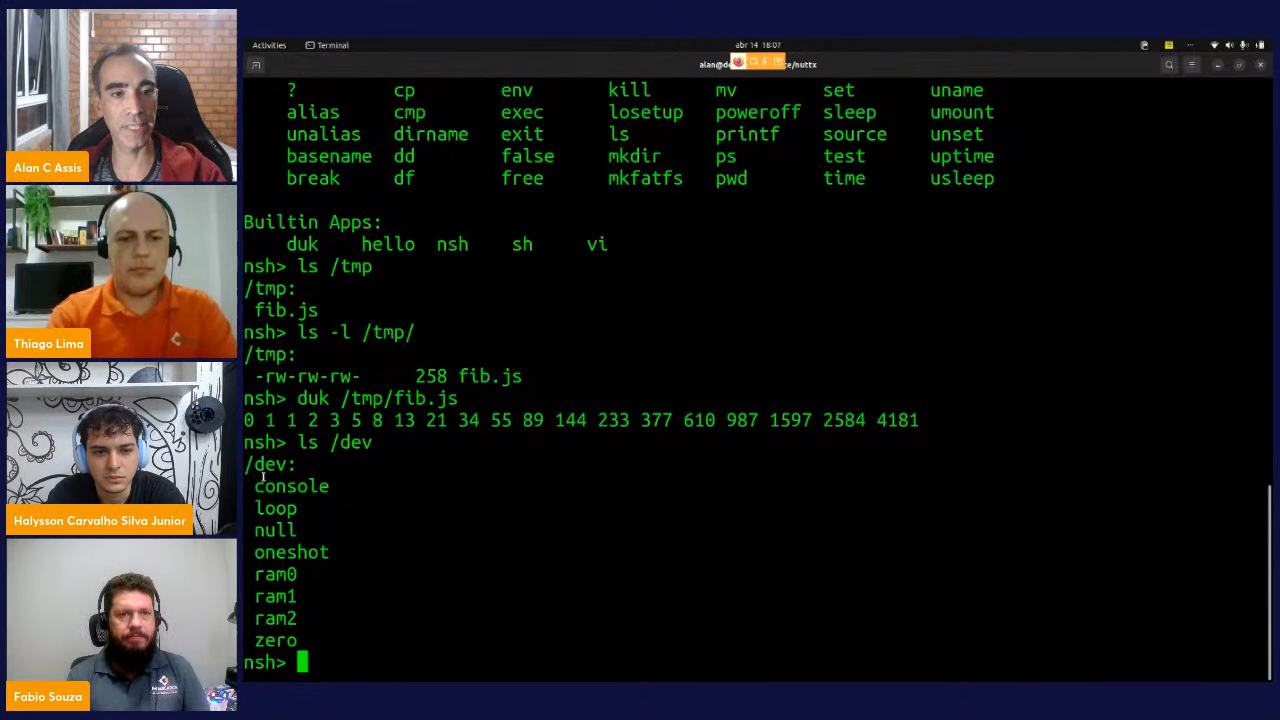 Alan C Assis
Thiago Lima
Halysson Carvalho Silva Junior
Fabio Souza
Activities Terminal abr 14 18:07
alan@d e/nuttx
? cp env kill mv set uname
alias cmp exec losetup poweroff sleep umount
unalias dirname exit ls printf source unset
basename dd false mkdir ps test uptime
break df free mkfatfs pwd time usleep
Builtin Apps:
duk hello nsh sh vi
nsh> ls /tmp
/tmp:
fib.js
nsh> ls -l /tmp/
/tmp:
-rw-rw-rw- 258 fib.js
nsh> duk /tmp/fib.js
0 1 1 2 3 5 8 13 21 34 55 89 144 233 377 610 987 1597 2584 4181
nsh> ls /dev
/dev:
console
loop
null
oneshot
ram0
ram1
ram2
zero
nsh>